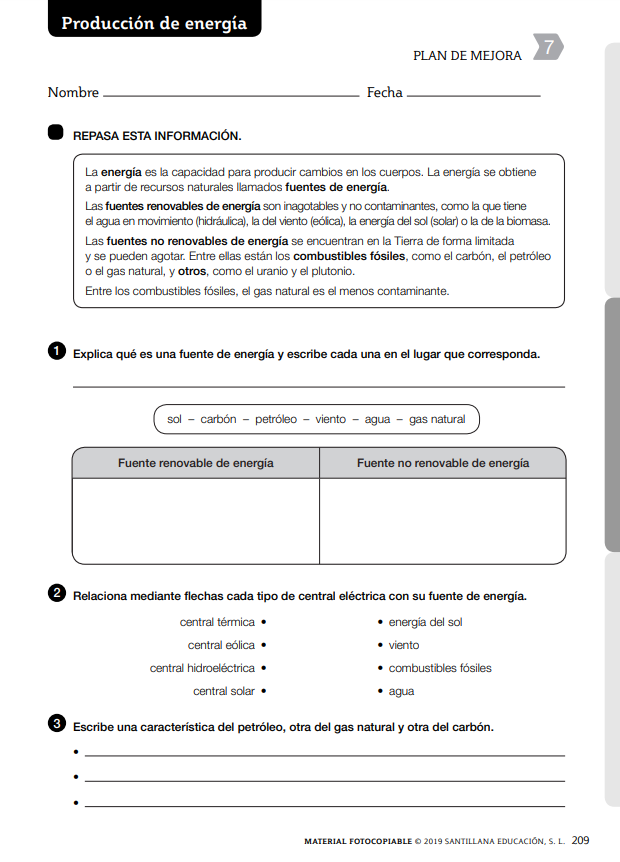 Producción de energía
PLAN DE MEJORA 7
Nombre Fecha
REPASA ESTA INFORMACIÓN.
La energía es la capacidad para producir cambios en los cuerpos. La energía se obtiene
a partir de recursos naturales llamados fuentes de energía.
Las fuentes renovables de energía son inagotables y no contaminantes, como la que tiene
el agua en movimiento (hidráulica), la del viento (eólica), la energía del sol (solar) o la de la biomasa.
Las fuentes no renovables de energía se encuentran en la Tierra de forma limitada
y se pueden agotar. Entre ellas están los combustibles fósiles, como el carbón, el petróleo
o el gas natural, y otros, como el uranio y el plutonio.
Entre los combustibles fósiles, el gas natural es el menos contaminante.
1 Explica qué es una fuente de energía y escribe cada una en el lugar que corresponda.
sol – carbón – petróleo – viento – agua – gas natural
Fuente renovable de energía Fuente no renovable de energía
2 Relaciona mediante flechas cada tipo de central eléctrica con su fuente de energía.
central térmica • • energía del sol
central eólica • • viento
central hidroeléctrica • • combustibles fósiles
central solar • • agua
3 Escribe una característica del petróleo, otra del gas natural y otra del carbón.
•
•
•
MATERIAL FOTOCOPIABLE © 2019 SANTILLANA EDUCACIÓN, S. L. 209